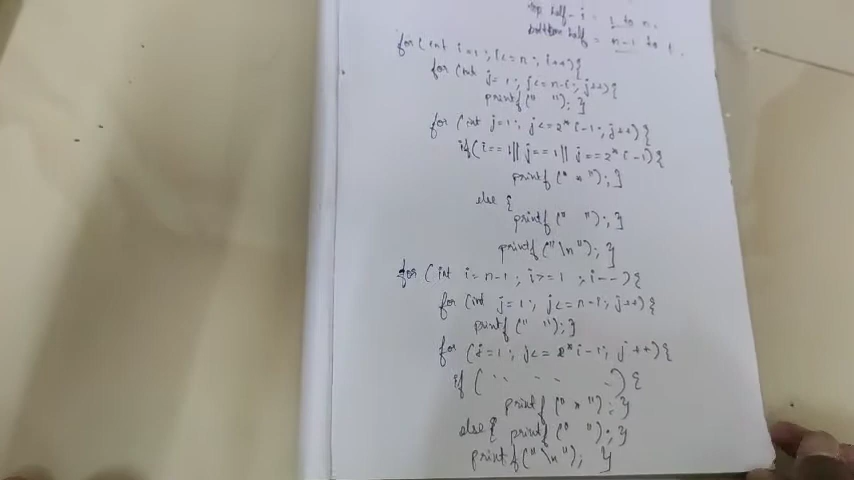 top half - i = 1 to n.
bottom half = n-1 to 1.
for (int i=1 ; i<=n ; i++) {
for (int j=1 ; j<=n-i ; j++) {
printf (" "); }
for (int j=1 ; j<=2*i-1 ; j++) {
if ( i==1 || j==1 || j==2*i-1) {
printf (" * "); }
else {
printf (" "); }
printf ("\n"); }
for (int i=n-1 ; i>=1 ; i--) {
for (int j=1 ; j<=n-i ; j++) {
printf (" "); }
for (j=1 ; j<=2*i-1 ; j++) {
if ( .. .. .. ) {
printf (" * "); }
else { printf (" "); }
printf ("\n"); }